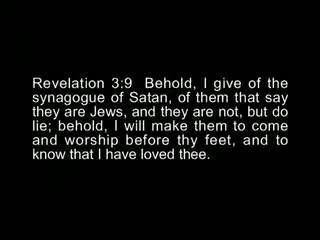 Revelation 3:9 Behold, I give of the
synagogue of Satan, of them that say
they are Jews, and they are not, but do
lie; behold, I will make them to come
and worship before thy feet, and to
know that I have loved thee.